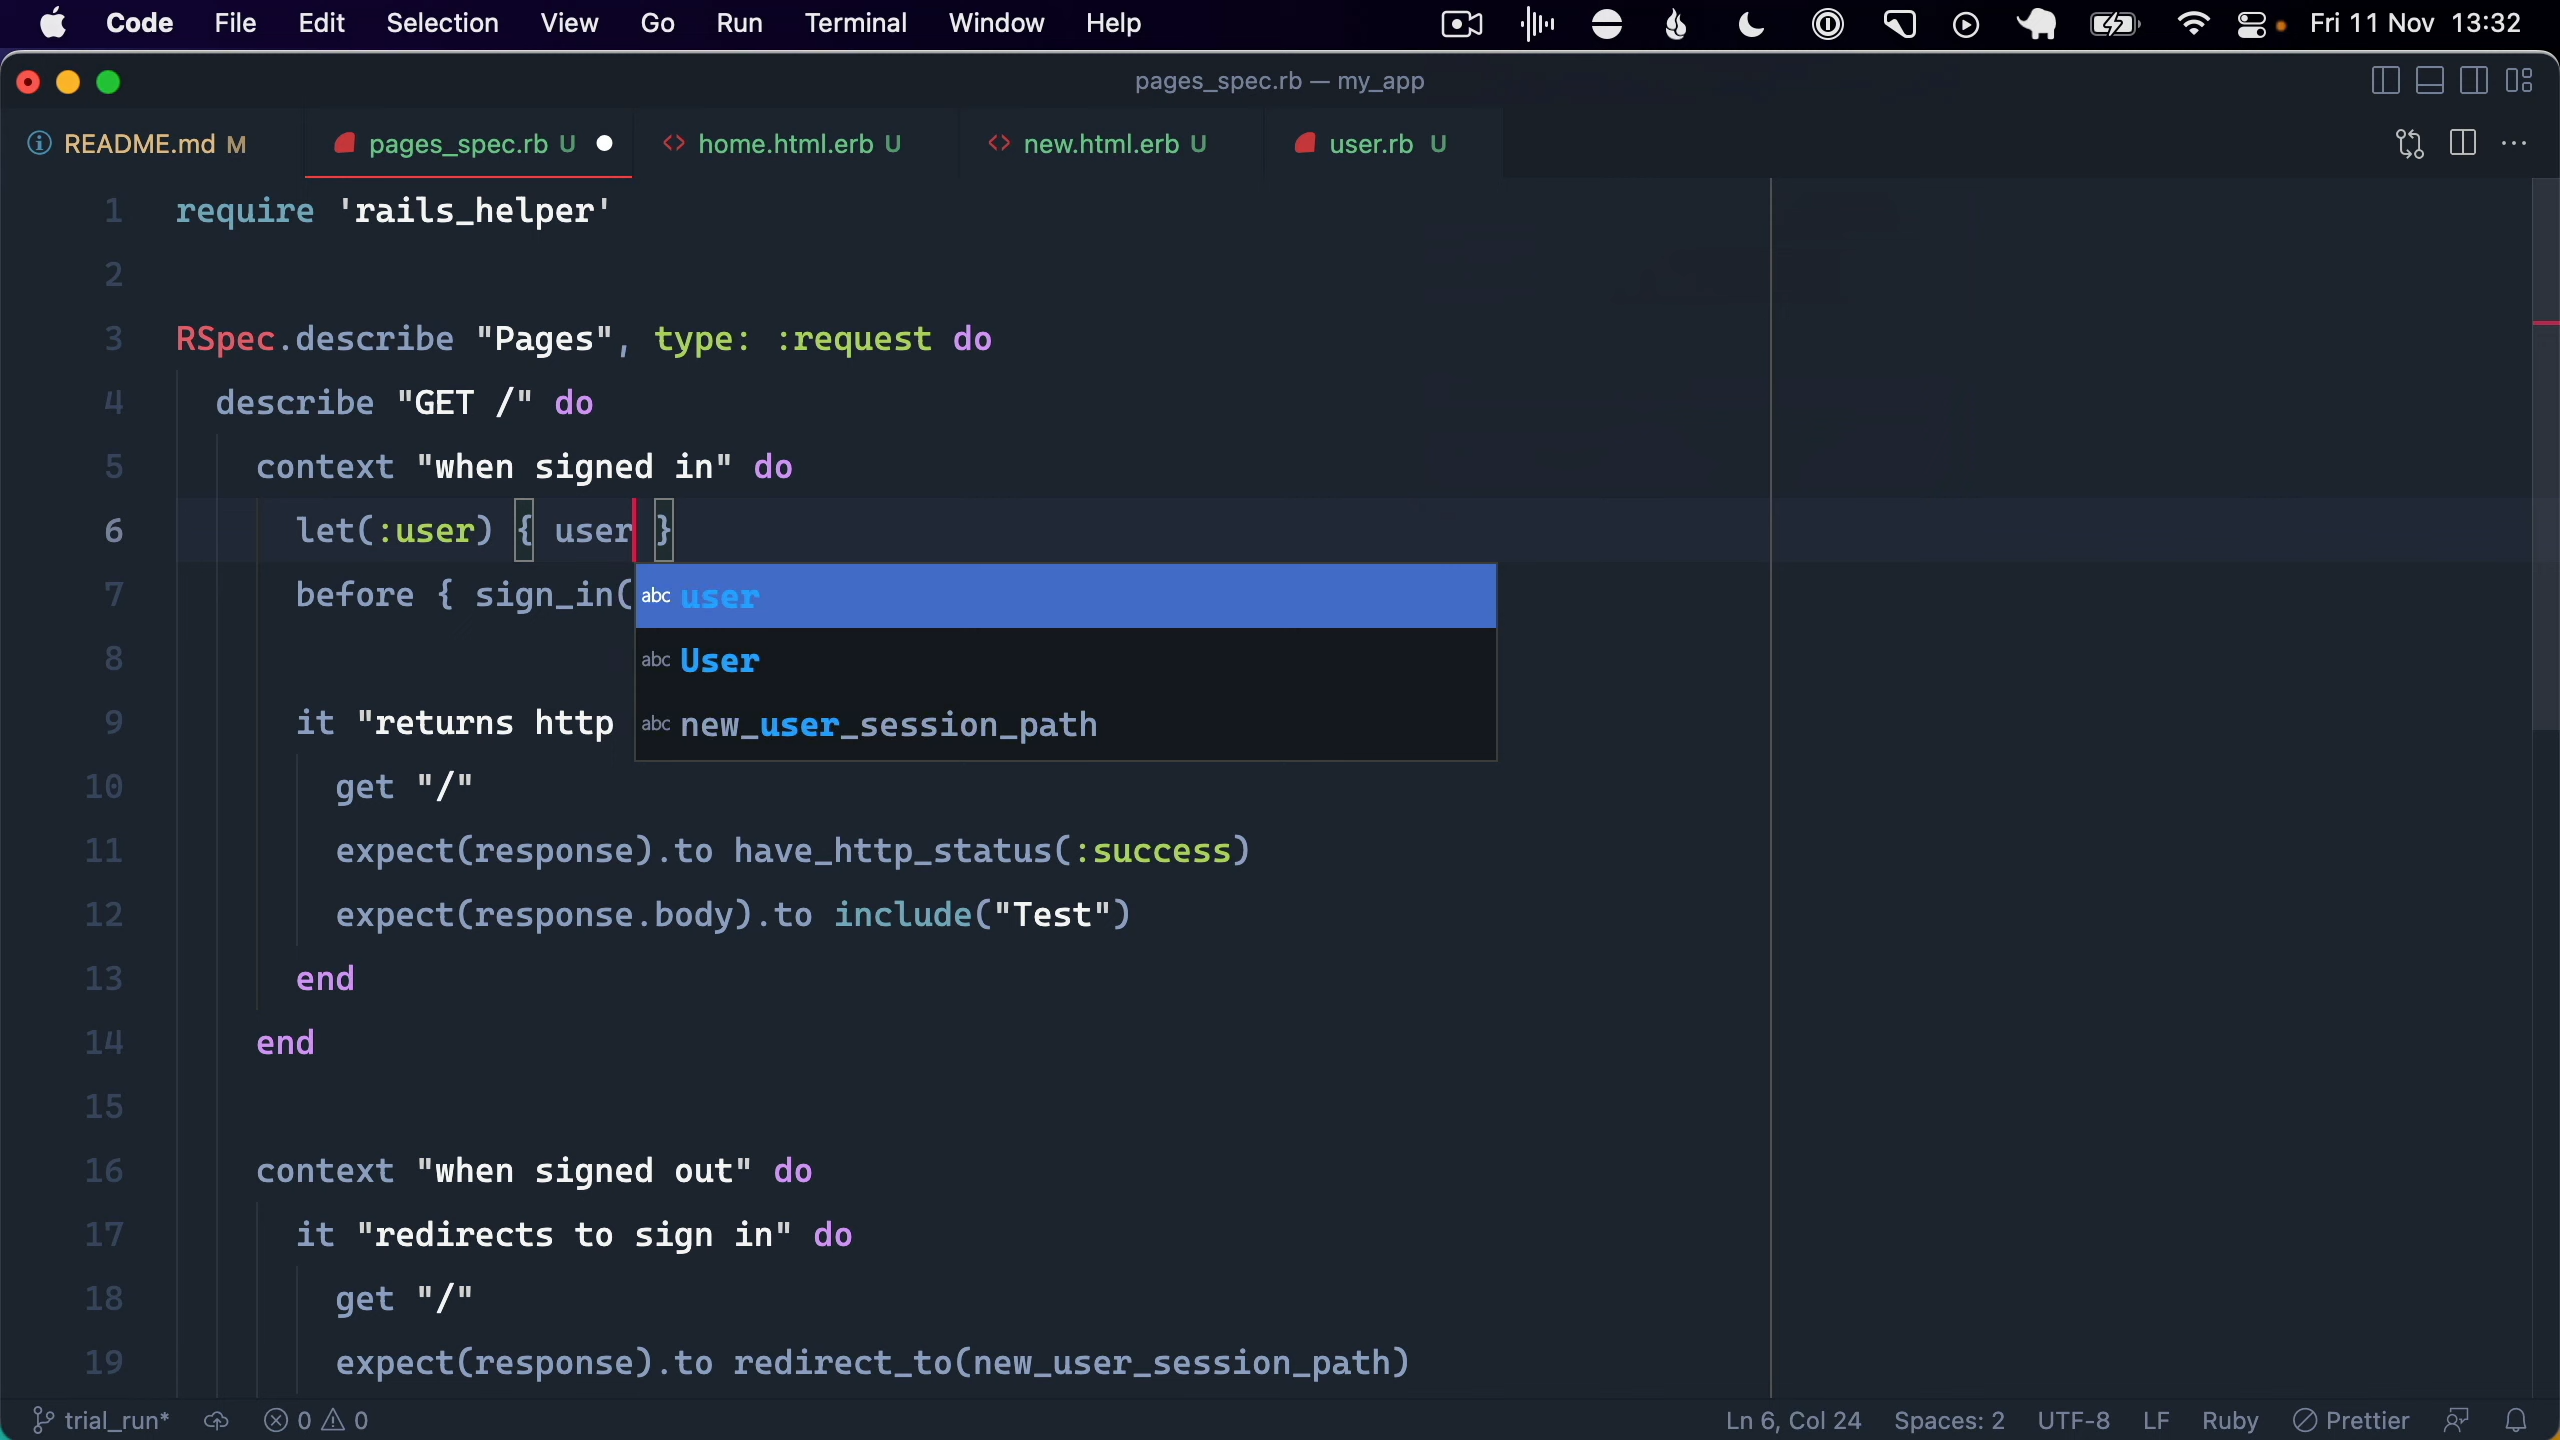 Code File Edit Selection View Go Run Terminal Window Help Fri 11 Nov 13:32
pages_spec.rb — my_app
README.md M pages_spec.rb U home.html.erb U new.html.erb U user.rb U
1 require 'rails_helper'
2
3 RSpec.describe "Pages", type: :request do
4 describe "GET /" do
5 context "when signed in" do
6 let(:user) { user }
7 before { sign_in(
abc user
abc User
abc new_user_session_path
8
9 it "returns http
10 get "/"
11 expect(response).to have_http_status(:success)
12 expect(response.body).to include("Test")
13 end
14 end
15
16 context "when signed out" do
17 it "redirects to sign in" do
18 get "/"
19 expect(response).to redirect_to(new_user_session_path)
trial_run* 0 0 Ln 6, Col 24 Spaces: 2 UTF-8 LF Ruby Prettier